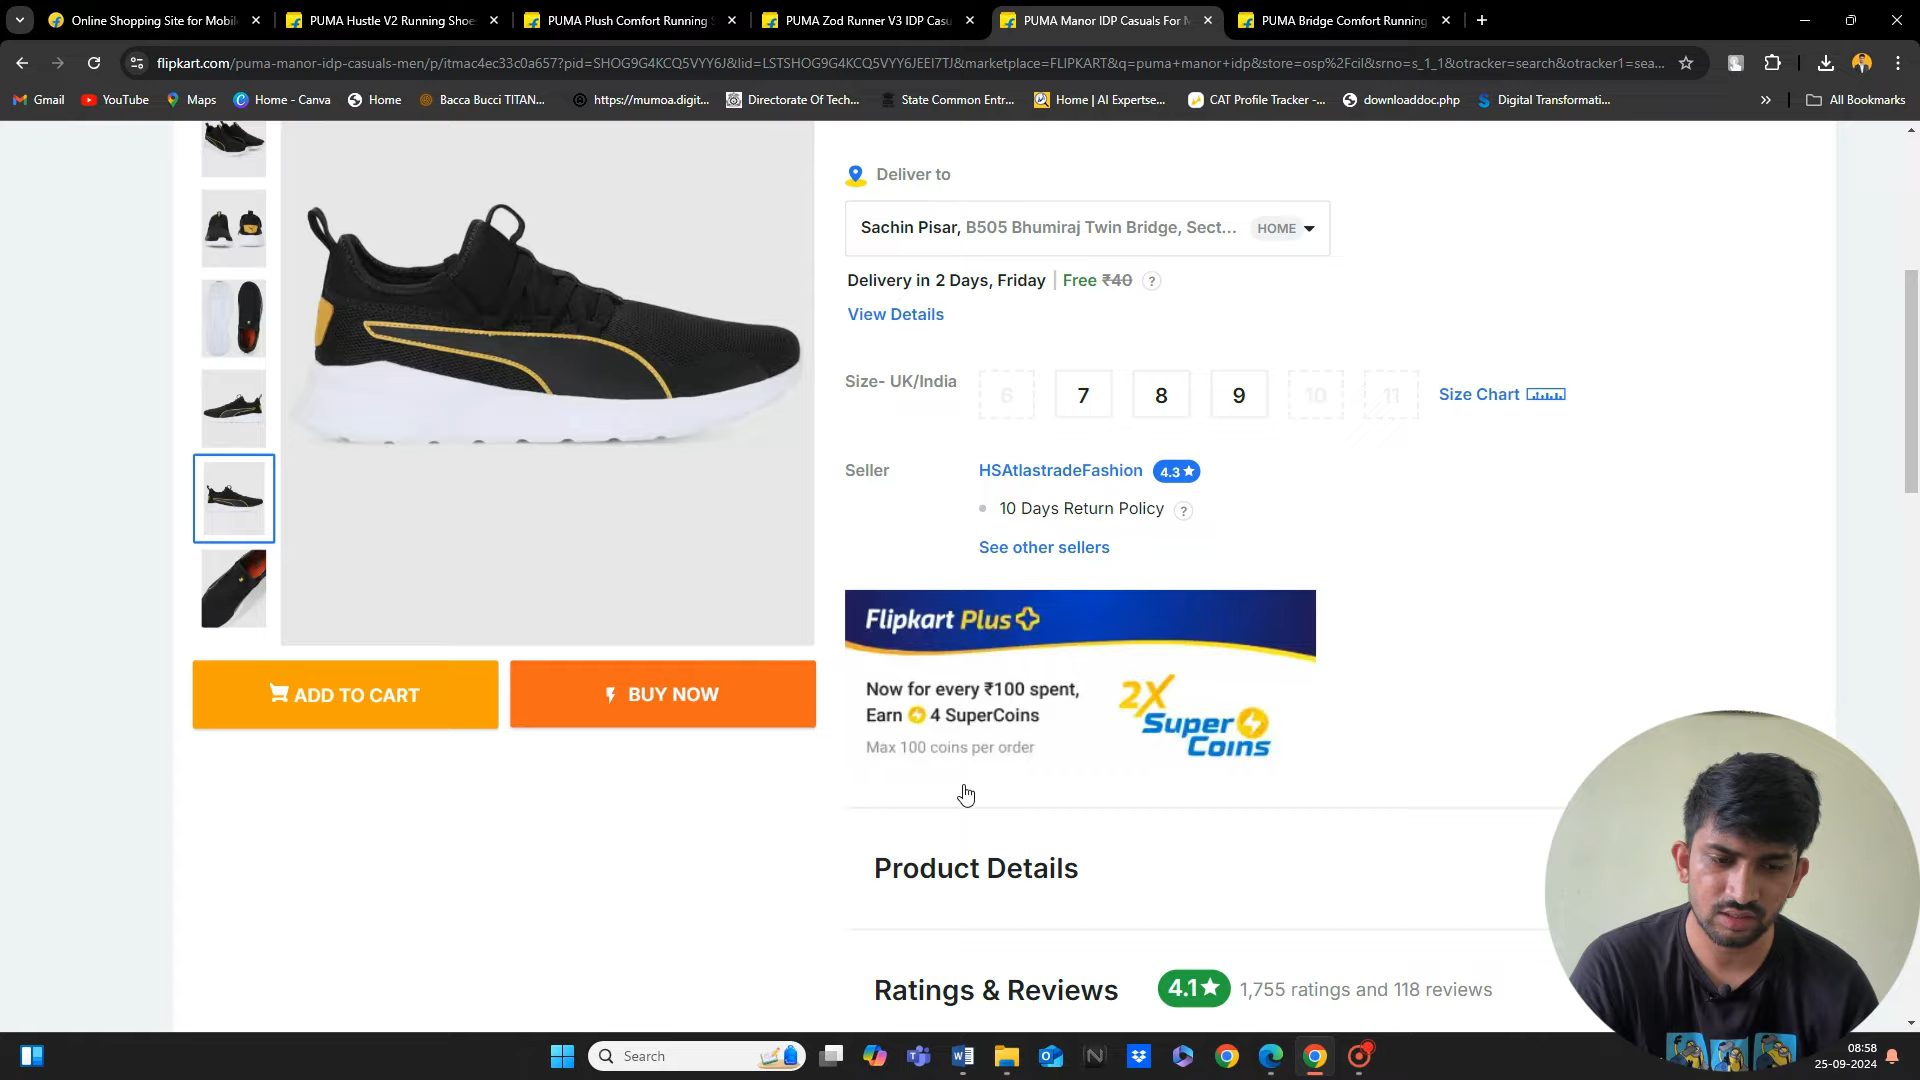 Online Shopping Site for Mobil
PUMA Hustle V2 Running Shoe
PUMA Plush Comfort Running S
PUMA Zod Runner V3 IDP Casu
PUMA Manor IDP Casuals For M
PUMA Bridge Comfort Running
flipkart.com/puma-manor-idp-casuals-men/p/itmac4ec33c0a657?pid=SHOG9G4KCQ5VYY6J&lid=LSTSHOG9G4KCQ5VYY6JEEI7TJ&marketplace=FLIPKART&q=puma+manor+idp&store=osp%2Fcil&srno=s_1_1&otracker=search&otracker1=sea...
Gmail
YouTube
Maps
Home - Canva
Home
Bacca Bucci TITAN...
https://mumoa.digit...
Directorate Of Tech...
State Common Entr...
Home | AI Expertse...
CAT Profile Tracker -...
downloaddoc.php
Digital Transformati...
All Bookmarks
Deliver to
Sachin Pisar, B505 Bhumiraj Twin Bridge, Sect... HOME
Delivery in 2 Days, Friday | Free ₹40 ?
View Details
Size- UK/India 6 7 8 9 10 11 Size Chart
Seller HSAtlastradeFashion 4.3★
10 Days Return Policy ?
See other sellers
Flipkart Plus
Now for every ₹100 spent,
Earn 4 SuperCoins
Max 100 coins per order
2X
Super
Coins
ADD TO CART
BUY NOW
Product Details
Ratings & Reviews 4.1★ 1,755 ratings and 118 reviews
Search
08:58
25-09-2024